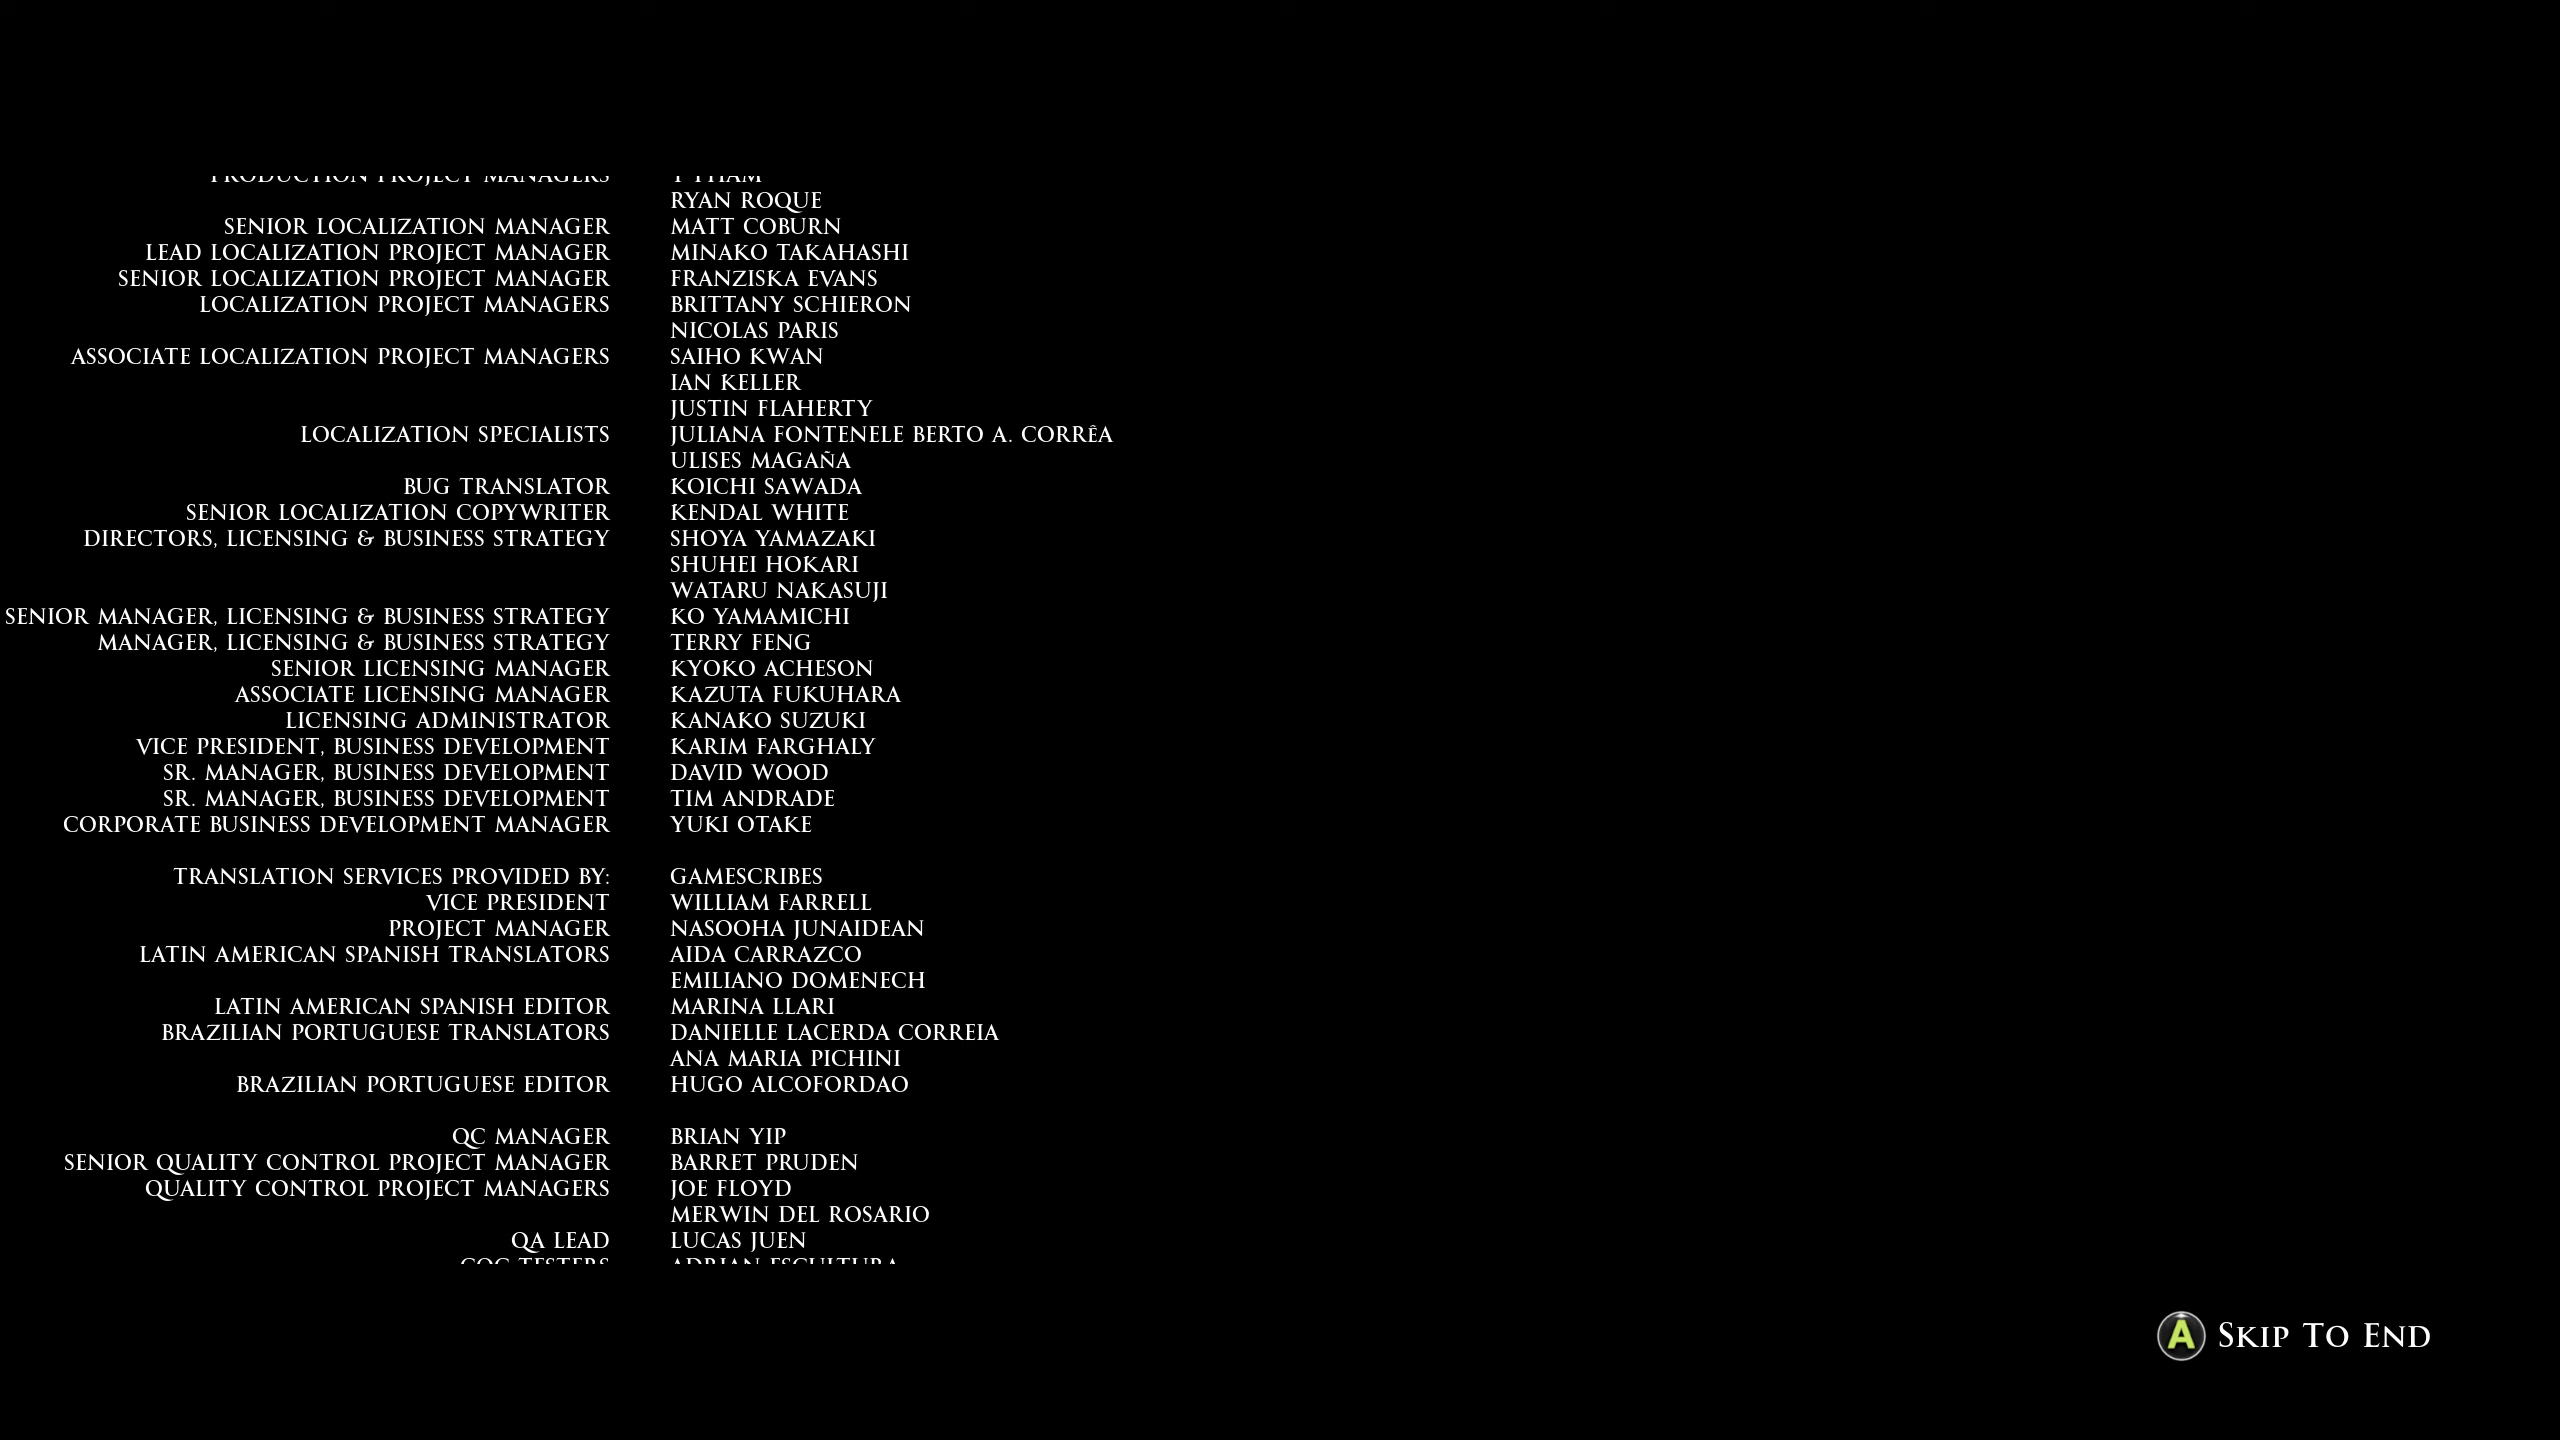 PRODUCTION PROJECT MANAGERS
RYAN ROQUE
SENIOR LOCALIZATION MANAGER MATT COBURN
LEAD LOCALIZATION PROJECT MANAGER MINAKO TAKAHASHI
SENIOR LOCALIZATION PROJECT MANAGER FRANZISKA EVANS
LOCALIZATION PROJECT MANAGERS BRITTANY SCHIERON
NICOLAS PARIS
ASSOCIATE LOCALIZATION PROJECT MANAGERS SAIHO KWAN
IAN KELLER
JUSTIN FLAHERTY
LOCALIZATION SPECIALISTS JULIANA FONTENELE BERTO A. CORRÊA
ULISES MAGAÑA
BUG TRANSLATOR KOICHI SAWADA
SENIOR LOCALIZATION COPYWRITER KENDAL WHITE
DIRECTORS, LICENSING & BUSINESS STRATEGY SHOYA YAMAZAKI
SHUHEI HOKARI
WATARU NAKASUJI
SENIOR MANAGER, LICENSING & BUSINESS STRATEGY KO YAMAMICHI
MANAGER, LICENSING & BUSINESS STRATEGY TERRY FENG
SENIOR LICENSING MANAGER KYOKO ACHESON
ASSOCIATE LICENSING MANAGER KAZUTA FUKUHARA
LICENSING ADMINISTRATOR KANAKO SUZUKI
VICE PRESIDENT, BUSINESS DEVELOPMENT KARIM FARGHALY
SR. MANAGER, BUSINESS DEVELOPMENT DAVID WOOD
SR. MANAGER, BUSINESS DEVELOPMENT TIM ANDRADE
CORPORATE BUSINESS DEVELOPMENT MANAGER YUKI OTAKE
TRANSLATION SERVICES PROVIDED BY: GAMESCRIBES
VICE PRESIDENT WILLIAM FARRELL
PROJECT MANAGER NASOOHA JUNAIDEAN
LATIN AMERICAN SPANISH TRANSLATORS AIDA CARRAZCO
EMILIANO DOMENECH
LATIN AMERICAN SPANISH EDITOR MARINA LLARI
BRAZILIAN PORTUGUESE TRANSLATORS DANIELLE LACERDA CORREIA
ANA MARIA PICHINI
BRAZILIAN PORTUGUESE EDITOR HUGO ALCOFORDAO
QC MANAGER BRIAN YIP
SENIOR QUALITY CONTROL PROJECT MANAGER BARRET PRUDEN
QUALITY CONTROL PROJECT MANAGERS JOE FLOYD
MERWIN DEL ROSARIO
QA LEAD LUCAS JUEN
TESTERS ADRIAN ESCULTURA
A SKIP TO END